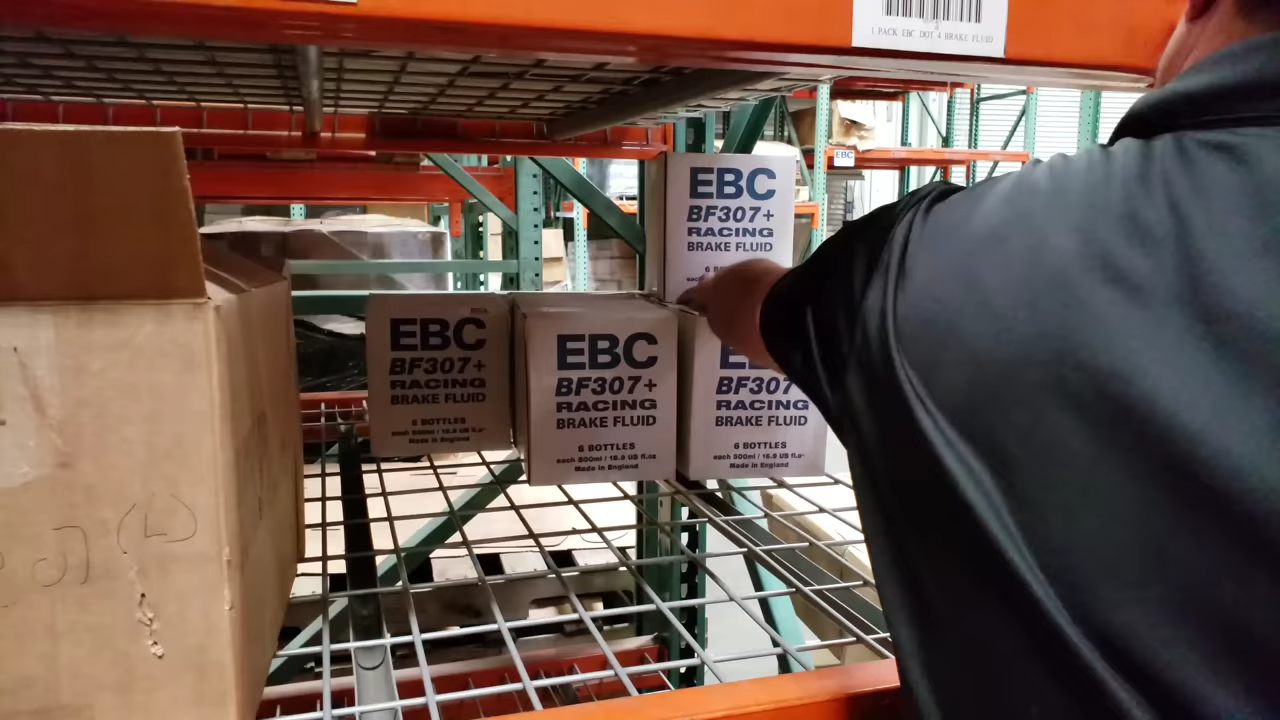 1 PACK EBC DOT 4 BRAKE FLUID
EBC
EBC
BF307+
RACING
BRAKE FLUID
EBC
BF307+
RACING
BRAKE FLUID
6 BOTTLES
each 500ml / 16.9 US fl.oz
Made in England
EBC
BF307+
RACING
BRAKE FLUID
6 BOTTLES
each 500ml / 16.9 US fl.oz
Made in England
BF307
RACING
BRAKE FLUID
6 BOTTLES
each 500ml / 16.9 US fl.oz
Made in England